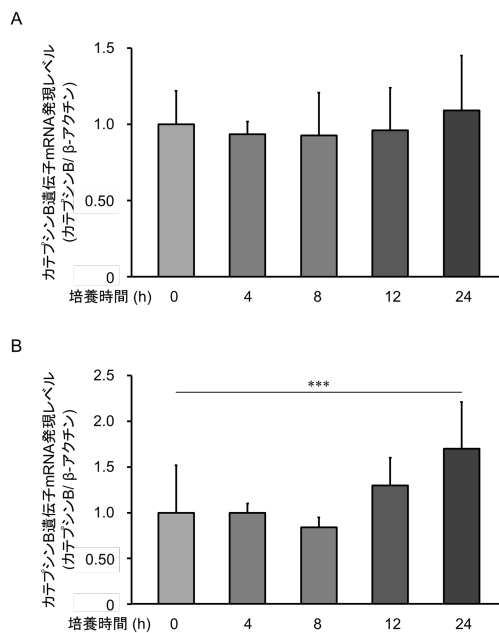 A
カテプシンB遺伝子mRNA発現レベル
(カテプシンB/ β-アクチン)
1.5
1.0
0.50
0
培養時間 (h)
0 4 8 12 24
B
カテプシンB遺伝子mRNA発現レベル
(カテプシンB/ β-アクチン)
2.5
2.0
1.5
1.0
0.50
0
***
培養時間 (h)
0 4 8 12 24